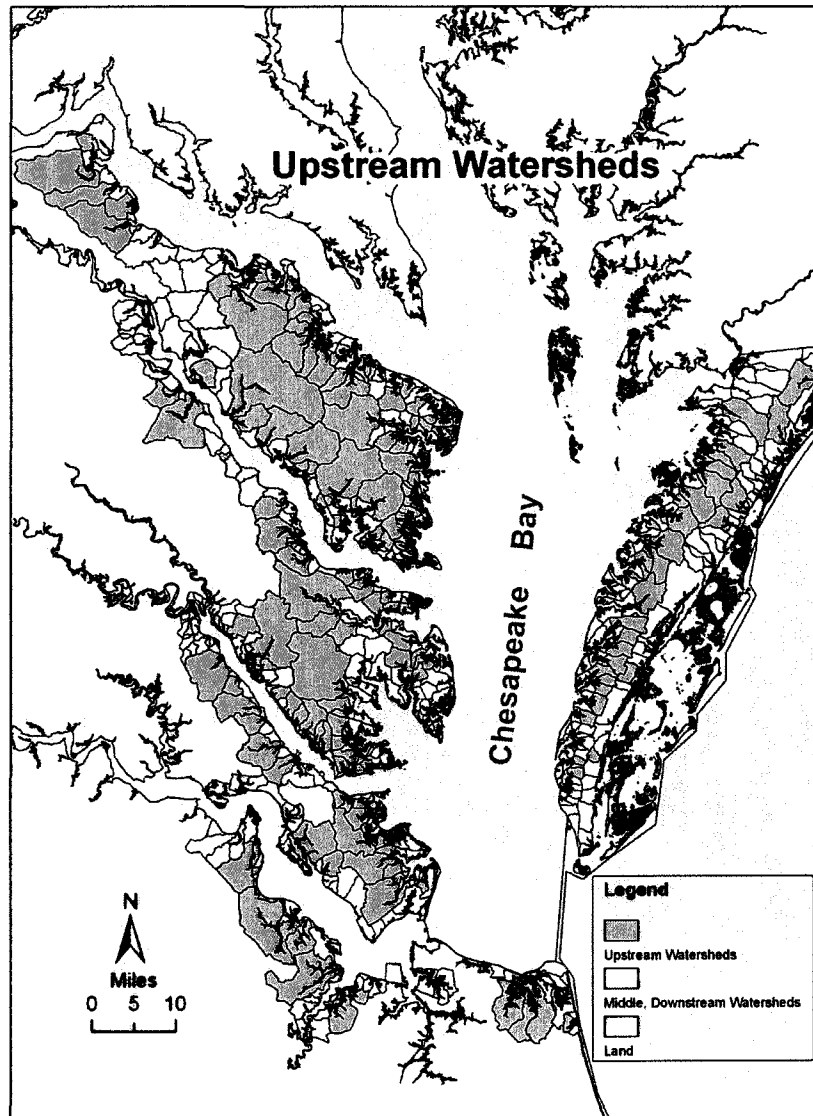 Upstream Watersheds
Chesapeake Bay
N
Miles
0 5 10
Legend
Upstream Watersheds
Middle, Downstream Watersheds
Land